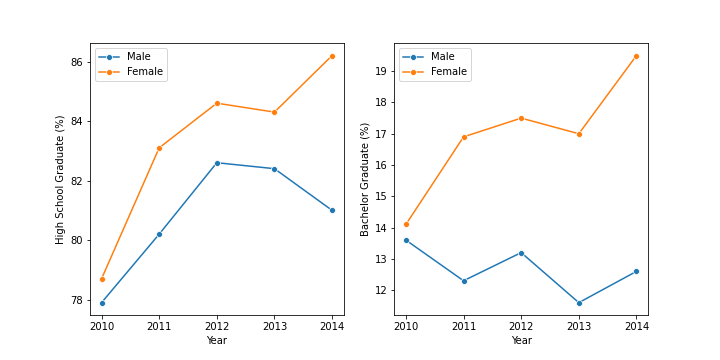 Male
Female
High School Graduate (%)
86
84
82
80
78
2010 2011 2012 2013 2014
Year
Male
Female
Bachelor Graduate (%)
19
18
17
16
15
14
13
12
2010 2011 2012 2013 2014
Year